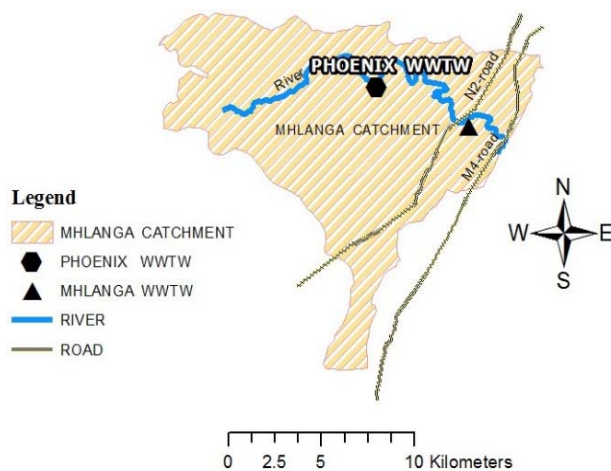 PHOENIX WWTW
River
N2-road
MHLANGA CATCHMENT
M4-road
Legend
MHLANGA CATCHMENT
PHOENIX WWTW
MHLANGA WWTW
RIVER
ROAD
N
W E
S
0 2.5 5 10 Kilometers